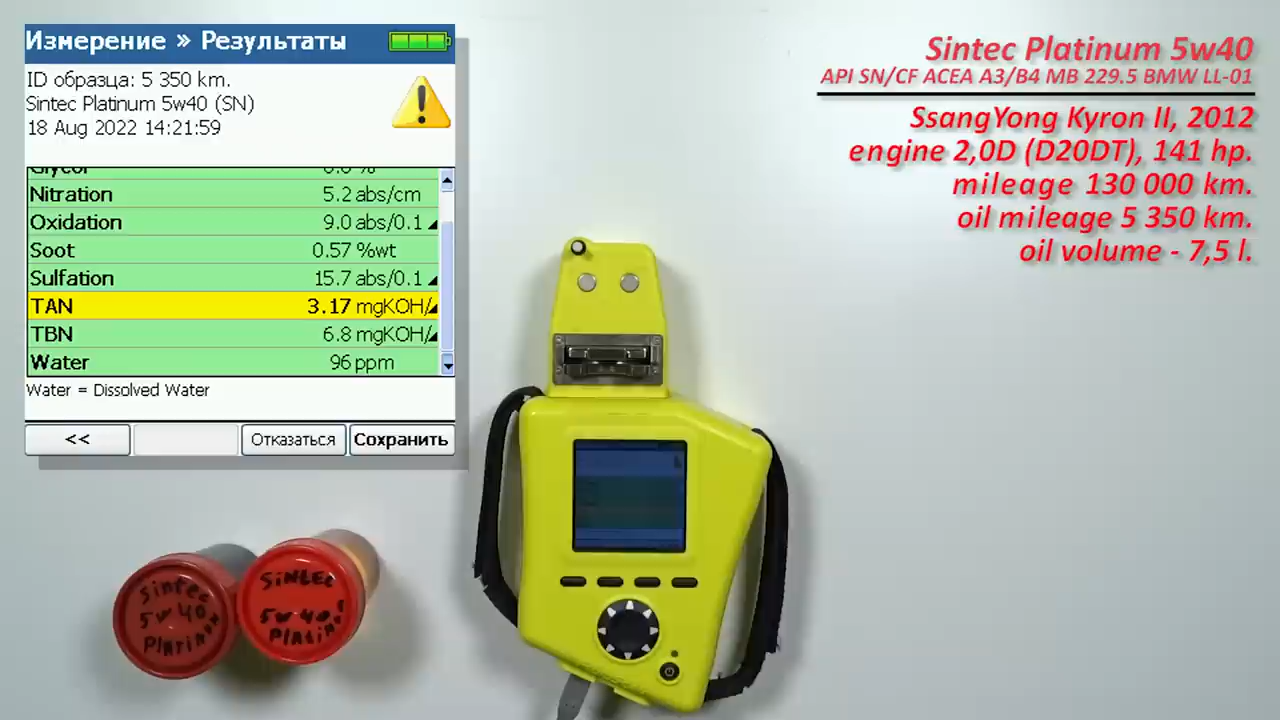 Измерение » Результаты
ID образца: 5 350 km.
Sintec Platinum 5w40 (SN)
18 Aug 2022 14:21:59
Nitration 5.2 abs/cm
Oxidation 9.0 abs/0.1
Soot 0.57 %wt
Sulfation 15.7 abs/0.1
TAN 3.17 mgKOH/
TBN 6.8 mgKOH/
Water 96 ppm
Water = Dissolved Water
<< Отказаться Сохранить
Sintec Platinum 5w40
API SN/CF ACEA A3/B4 MB 229.5 BMW LL-01
SsangYong Kyron II, 2012
engine 2,0D (D20DT), 141 hp.
mileage 130 000 km.
oil mileage 5 350 km.
oil volume - 7,5 l.
Sintec
5w40
SiNTEC
5w40